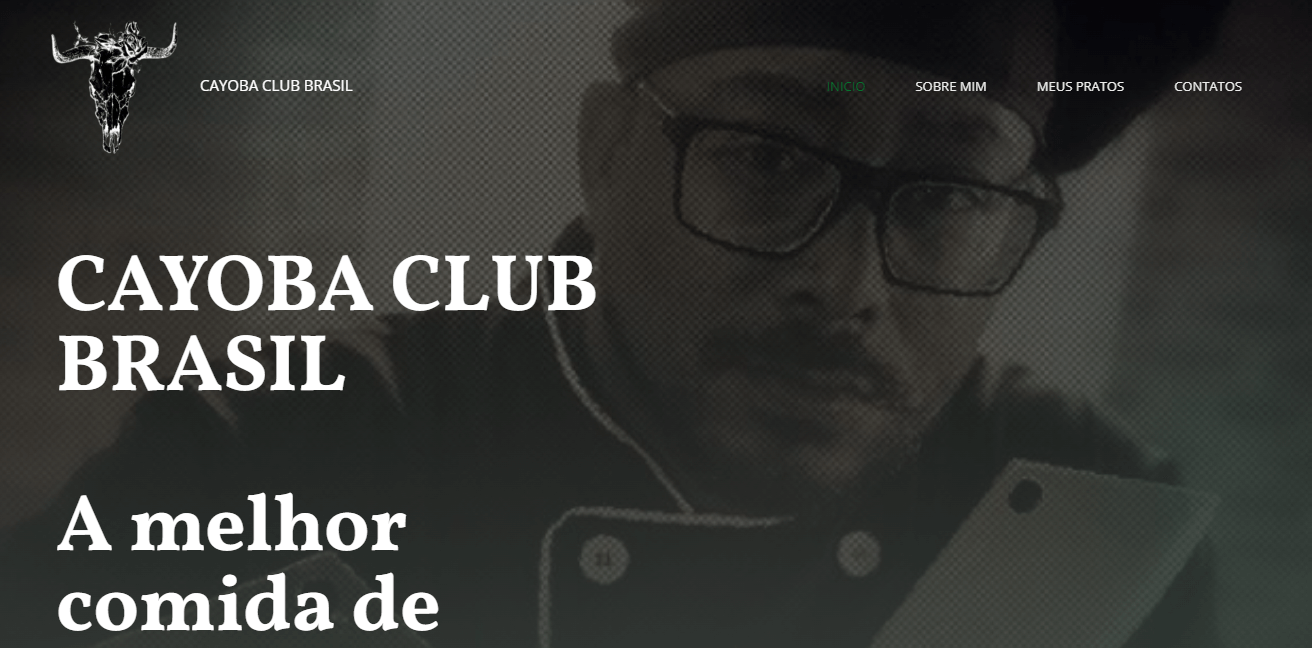 CAYOBA CLUB BRASIL
INICIO
SOBRE MIM
MEUS PRATOS
CONTATOS
CAYOBA CLUB
BRASIL
A melhor
comida de